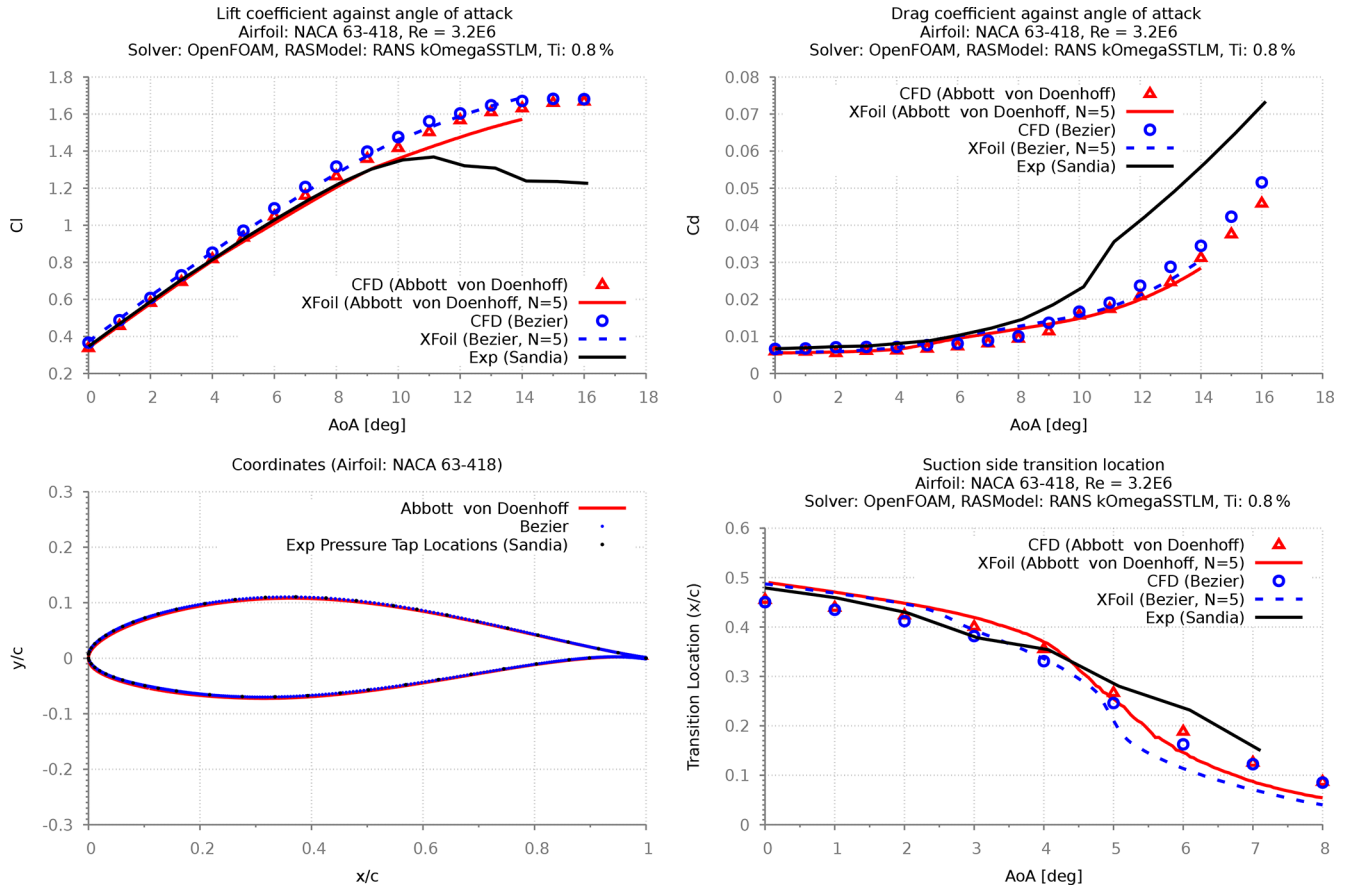 Lift coefficient against angle of attack
Airfoil: NACA 63-418, Re = 3.2E6
Solver: OpenFOAM, RASModel: RANS kOmegaSSTLM, Ti: 0.8 %
1.8
1.6
1.4
1.2
1
0.8
0.6
0.4
0.2
Cl
CFD (Abbott von Doenhoff)
XFoil (Abbott von Doenhoff, N=5)
CFD (Bezier)
XFoil (Bezier, N=5)
Exp (Sandia)
0 2 4 6 8 10 12 14 16 18
AoA [deg]
Drag coefficient against angle of attack
Airfoil: NACA 63-418, Re = 3.2E6
Solver: OpenFOAM, RASModel: RANS kOmegaSSTLM, Ti: 0.8 %
0.08
0.07
0.06
0.05
0.04
0.03
0.02
0.01
0
Cd
CFD (Abbott von Doenhoff)
XFoil (Abbott von Doenhoff, N=5)
CFD (Bezier)
XFoil (Bezier, N=5)
Exp (Sandia)
0 2 4 6 8 10 12 14 16 18
AoA [deg]
Coordinates (Airfoil: NACA 63-418)
0.3
0.2
0.1
0
-0.1
-0.2
-0.3
y/c
Abbott von Doenhoff
Bezier
Exp Pressure Tap Locations (Sandia)
0 0.2 0.4 0.6 0.8 1
x/c
Suction side transition location
Airfoil: NACA 63-418, Re = 3.2E6
Solver: OpenFOAM, RASModel: RANS kOmegaSSTLM, Ti: 0.8 %
0.6
0.5
0.4
0.3
0.2
0.1
0
Transition Location (x/c)
CFD (Abbott von Doenhoff)
XFoil (Abbott von Doenhoff, N=5)
CFD (Bezier)
XFoil (Bezier, N=5)
Exp (Sandia)
0 1 2 3 4 5 6 7 8
AoA [deg]